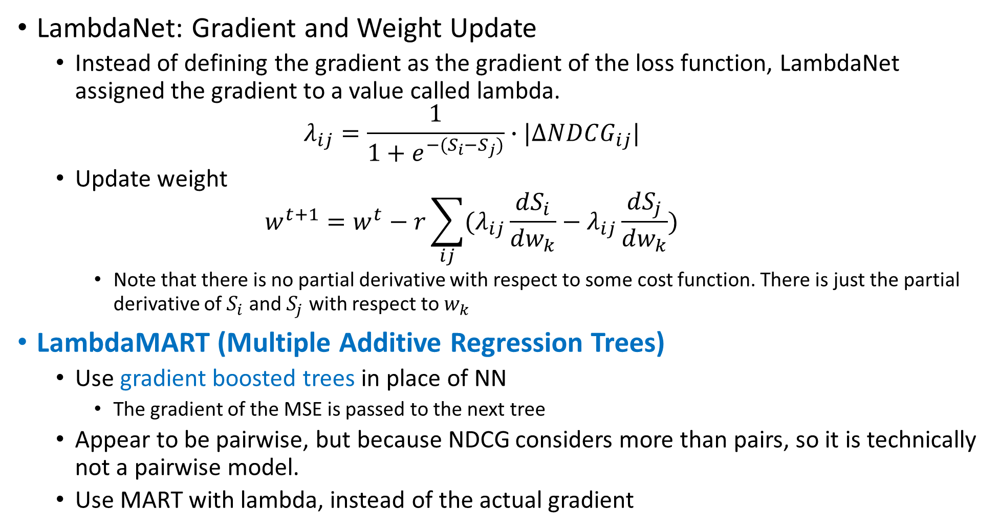 • LambdaNet: Gradient and Weight Update
• Instead of defining the gradient as the gradient of the loss function, LambdaNet
assigned the gradient to a value called lambda.
λ_{ij} = \frac{1}{1 + e^{-(S_i - S_j)}} · |ΔNDCG_{ij}|
• Update weight
w^{t+1} = w^t − r \sum_{ij} (λ_{ij} \frac{dS_i}{dw_k} − λ_{ij} \frac{dS_j}{dw_k})
• Note that there is no partial derivative with respect to some cost function. There is just the partial
derivative of S_i and S_j with respect to w_k
• LambdaMART (Multiple Additive Regression Trees)
• Use gradient boosted trees in place of NN
• The gradient of the MSE is passed to the next tree
• Appear to be pairwise, but because NDCG considers more than pairs, so it is technically
not a pairwise model.
• Use MART with lambda, instead of the actual gradient